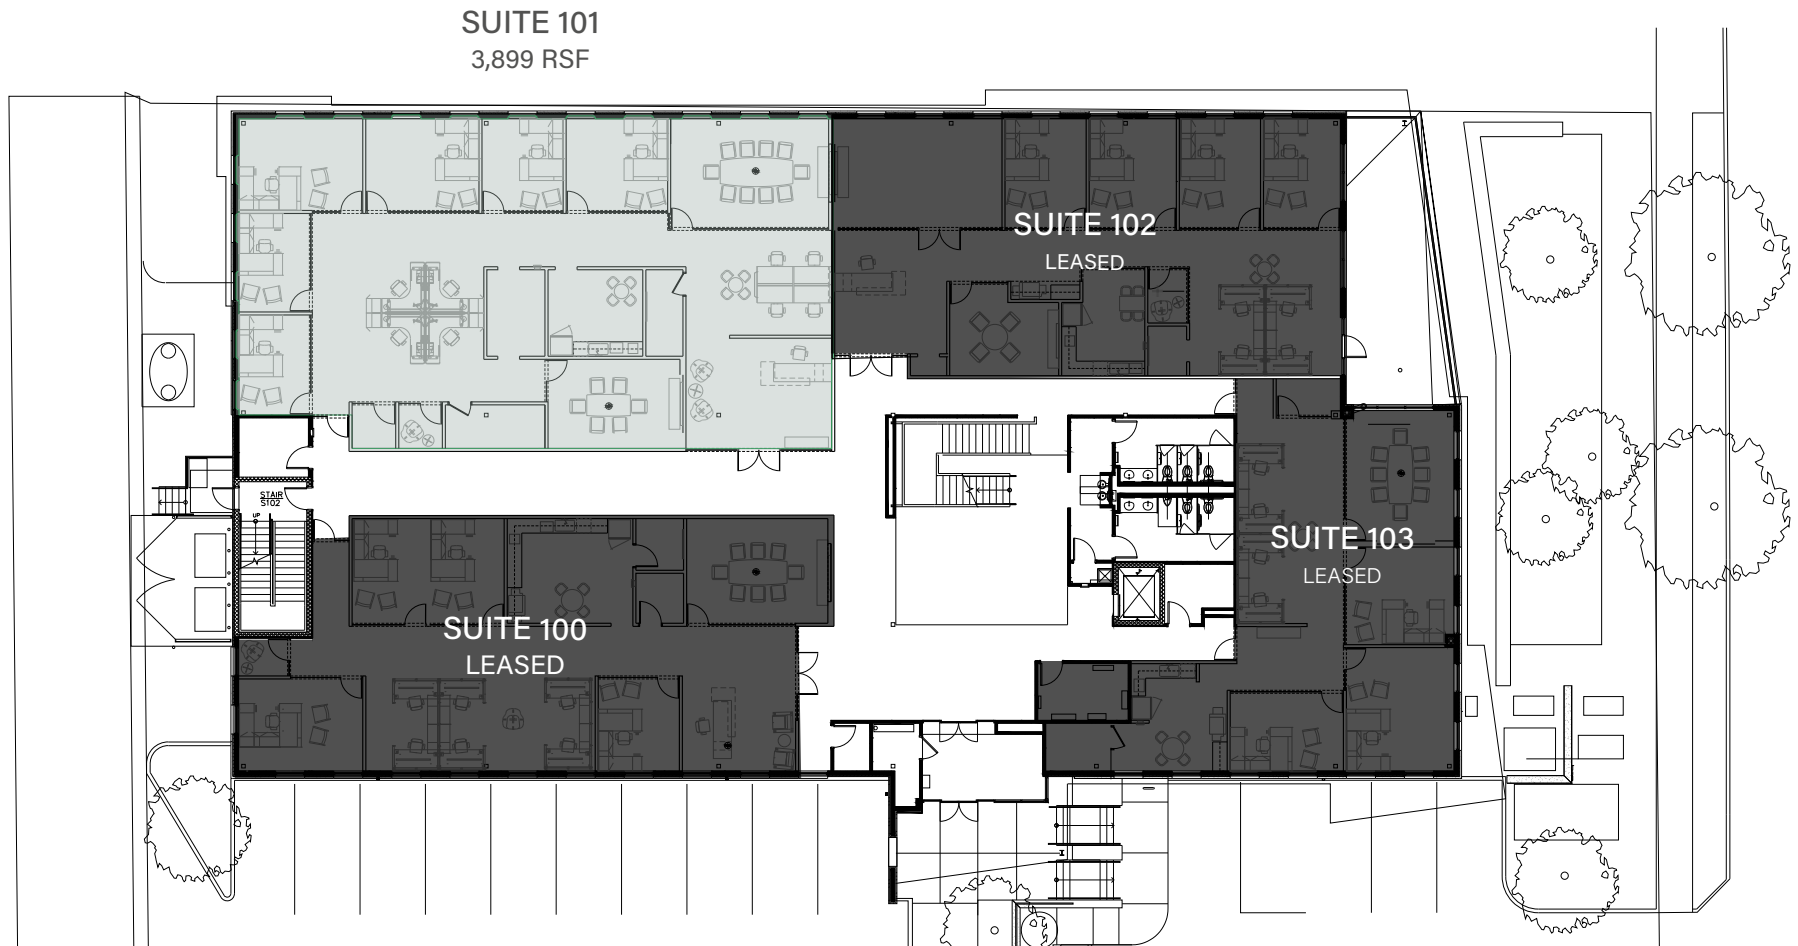 SUITE 101
3,899 RSF
SUITE 102
LEASED
STAIR
S102
UP
SUITE 103
LEASED
SUITE 100
LEASED